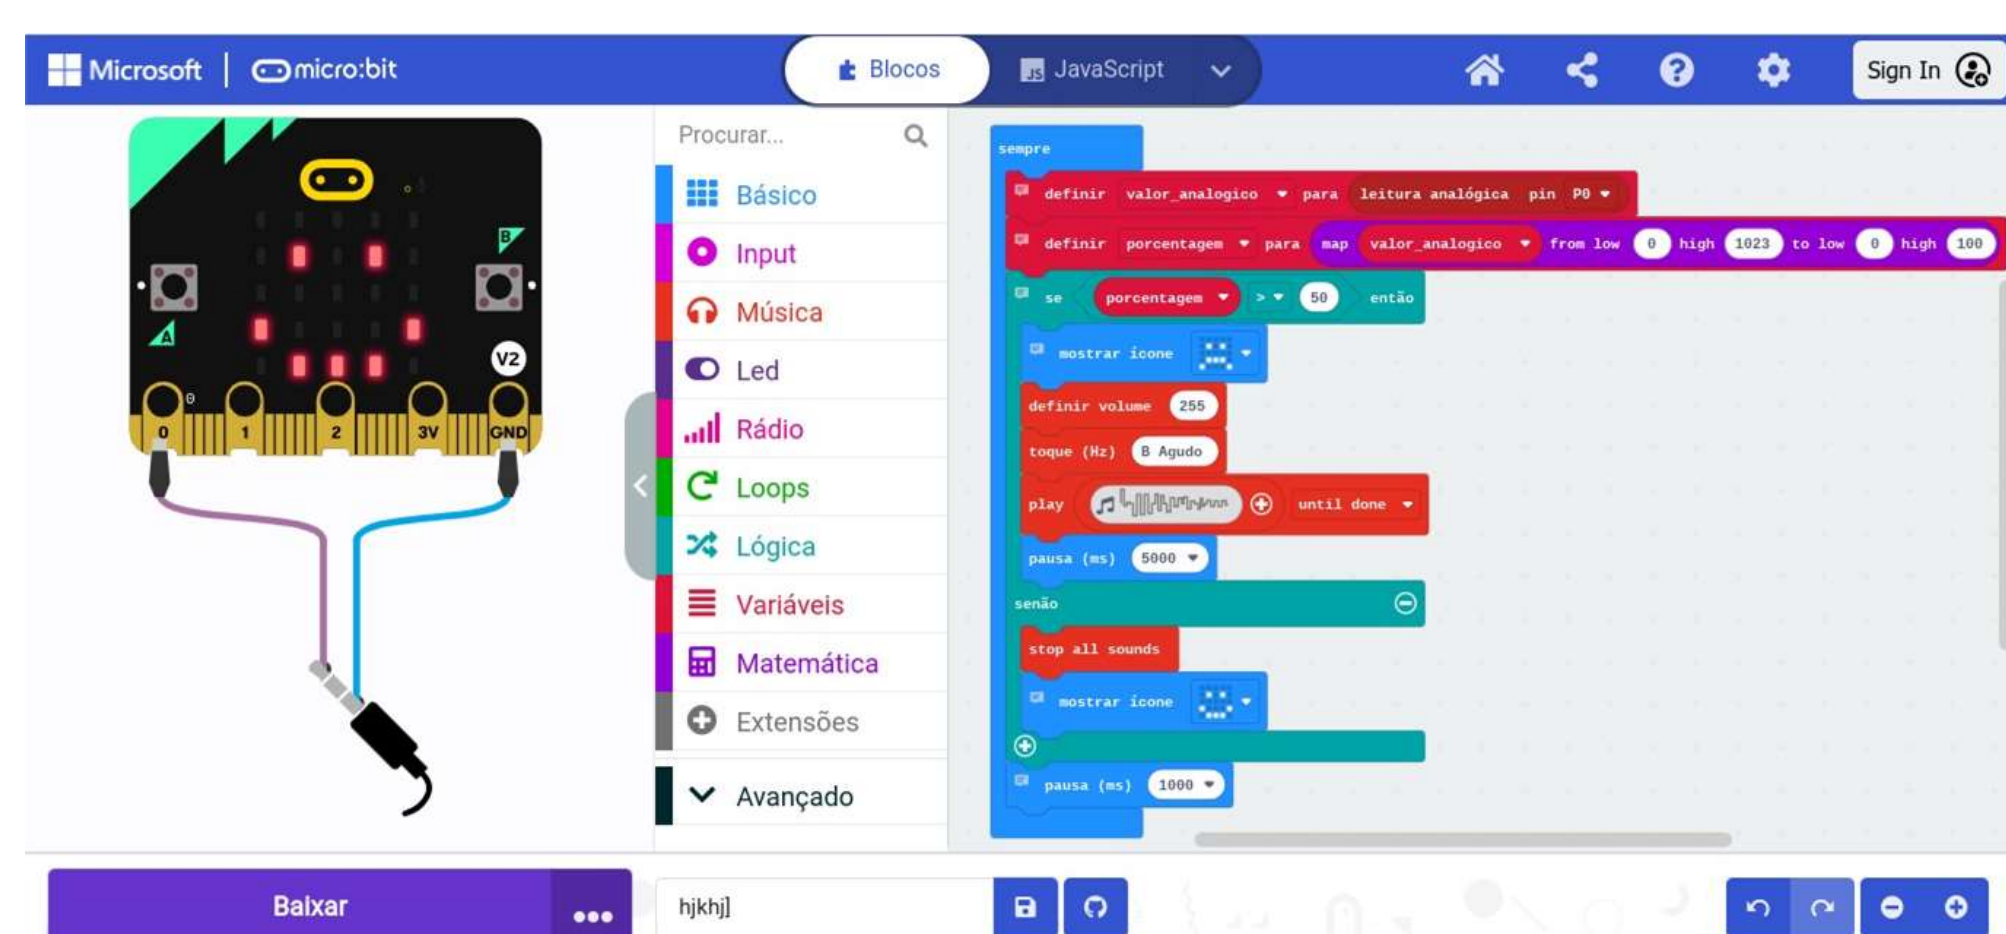 Microsoft micro:bit
Blocos
JS JavaScript
Sign In
B
A
V2
0
0 1 2 3V GND
Procurar...
Básico
Input
Música
Led
Rádio
Loops
Lógica
Variáveis
Matemática
Extensões
Avançado
sempre
definir valor_analogico para leitura analógica pin P0
definir porcentagem para map valor_analogico from low 0 high 1023 to low 0 high 100
se porcentagem > 50 então
mostrar ícone
definir volume 255
toque (Hz) B Agudo
play until done
pausa (ms) 5000
senão
stop all sounds
mostrar ícone
pausa (ms) 1000
Baixar
hjkhj]